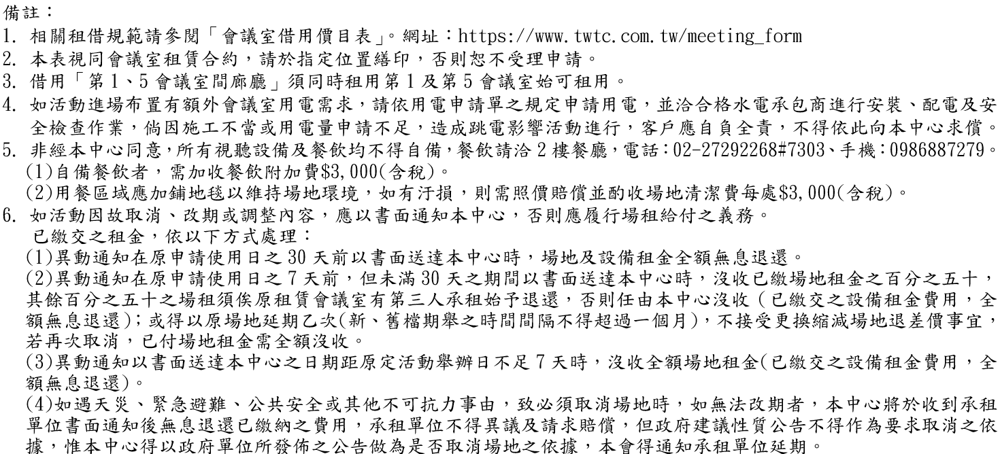 備註：
1. 相關租借規範請參閱「會議室借用價目表」。網址：https://www.twtc.com.tw/meeting_form
2. 本表視同會議室租賃合約，請於指定位置繕印，否則恕不受理申請。
3. 借用「第 1、5 會議室間廊廳」須同時租用第 1 及第 5 會議室始可租用。
4. 如活動進場布置有額外會議室用電需求，請依用電申請單之規定申請用電，並洽合格水電承包商進行安裝、配電及安
全檢查作業，倘因施工不當或用電量申請不足，造成跳電影響活動進行，客戶應自負全責，不得依此向本中心求償。
5. 非經本中心同意，所有視聽設備及餐飲均不得自備，餐飲請洽 2 樓餐廳，電話：02-27292268#7303、手機：0986887279。
(1)自備餐飲者，需加收餐飲附加費$3,000(含稅)。
(2)用餐區域應加鋪地毯以維持場地環境，如有汙損，則需照價賠償並酌收場地清潔費每處$3,000(含稅)。
6. 如活動因故取消、改期或調整內容，應以書面通知本中心，否則應履行場租給付之義務。
已繳交之租金，依以下方式處理：
(1)異動通知在原申請使用日之 30 天前以書面送達本中心時，場地及設備租金全額無息退還。
(2)異動通知在原申請使用日之 7 天前，但未滿 30 天之期間以書面送達本中心時，沒收已繳場地租金之百分之五十，
其餘百分之五十之場租須俟原租賃會議室有第三人承租始予退還，否則任由本中心沒收（已繳交之設備租金費用，全
額無息退還）；或得以原場地延期乙次(新、舊檔期舉之時間間隔不得超過一個月)，不接受更換縮減場地退差價事宜，
若再次取消，已付場地租金需全額沒收。
(3)異動通知以書面送達本中心之日期距原定活動舉辦日不足 7 天時，沒收全額場地租金(已繳交之設備租金費用，全
額無息退還)。
(4)如遇天災、緊急避難、公共安全或其他不可抗力事由，致必須取消場地時，如無法改期者，本中心將於收到承租
單位書面通知後無息退還已繳納之費用，承租單位不得異議及請求賠償，但政府建議性質公告不得作為要求取消之依
據，惟本中心得以政府單位所發佈之公告做為是否取消場地之依據，本會得通知承租單位延期。